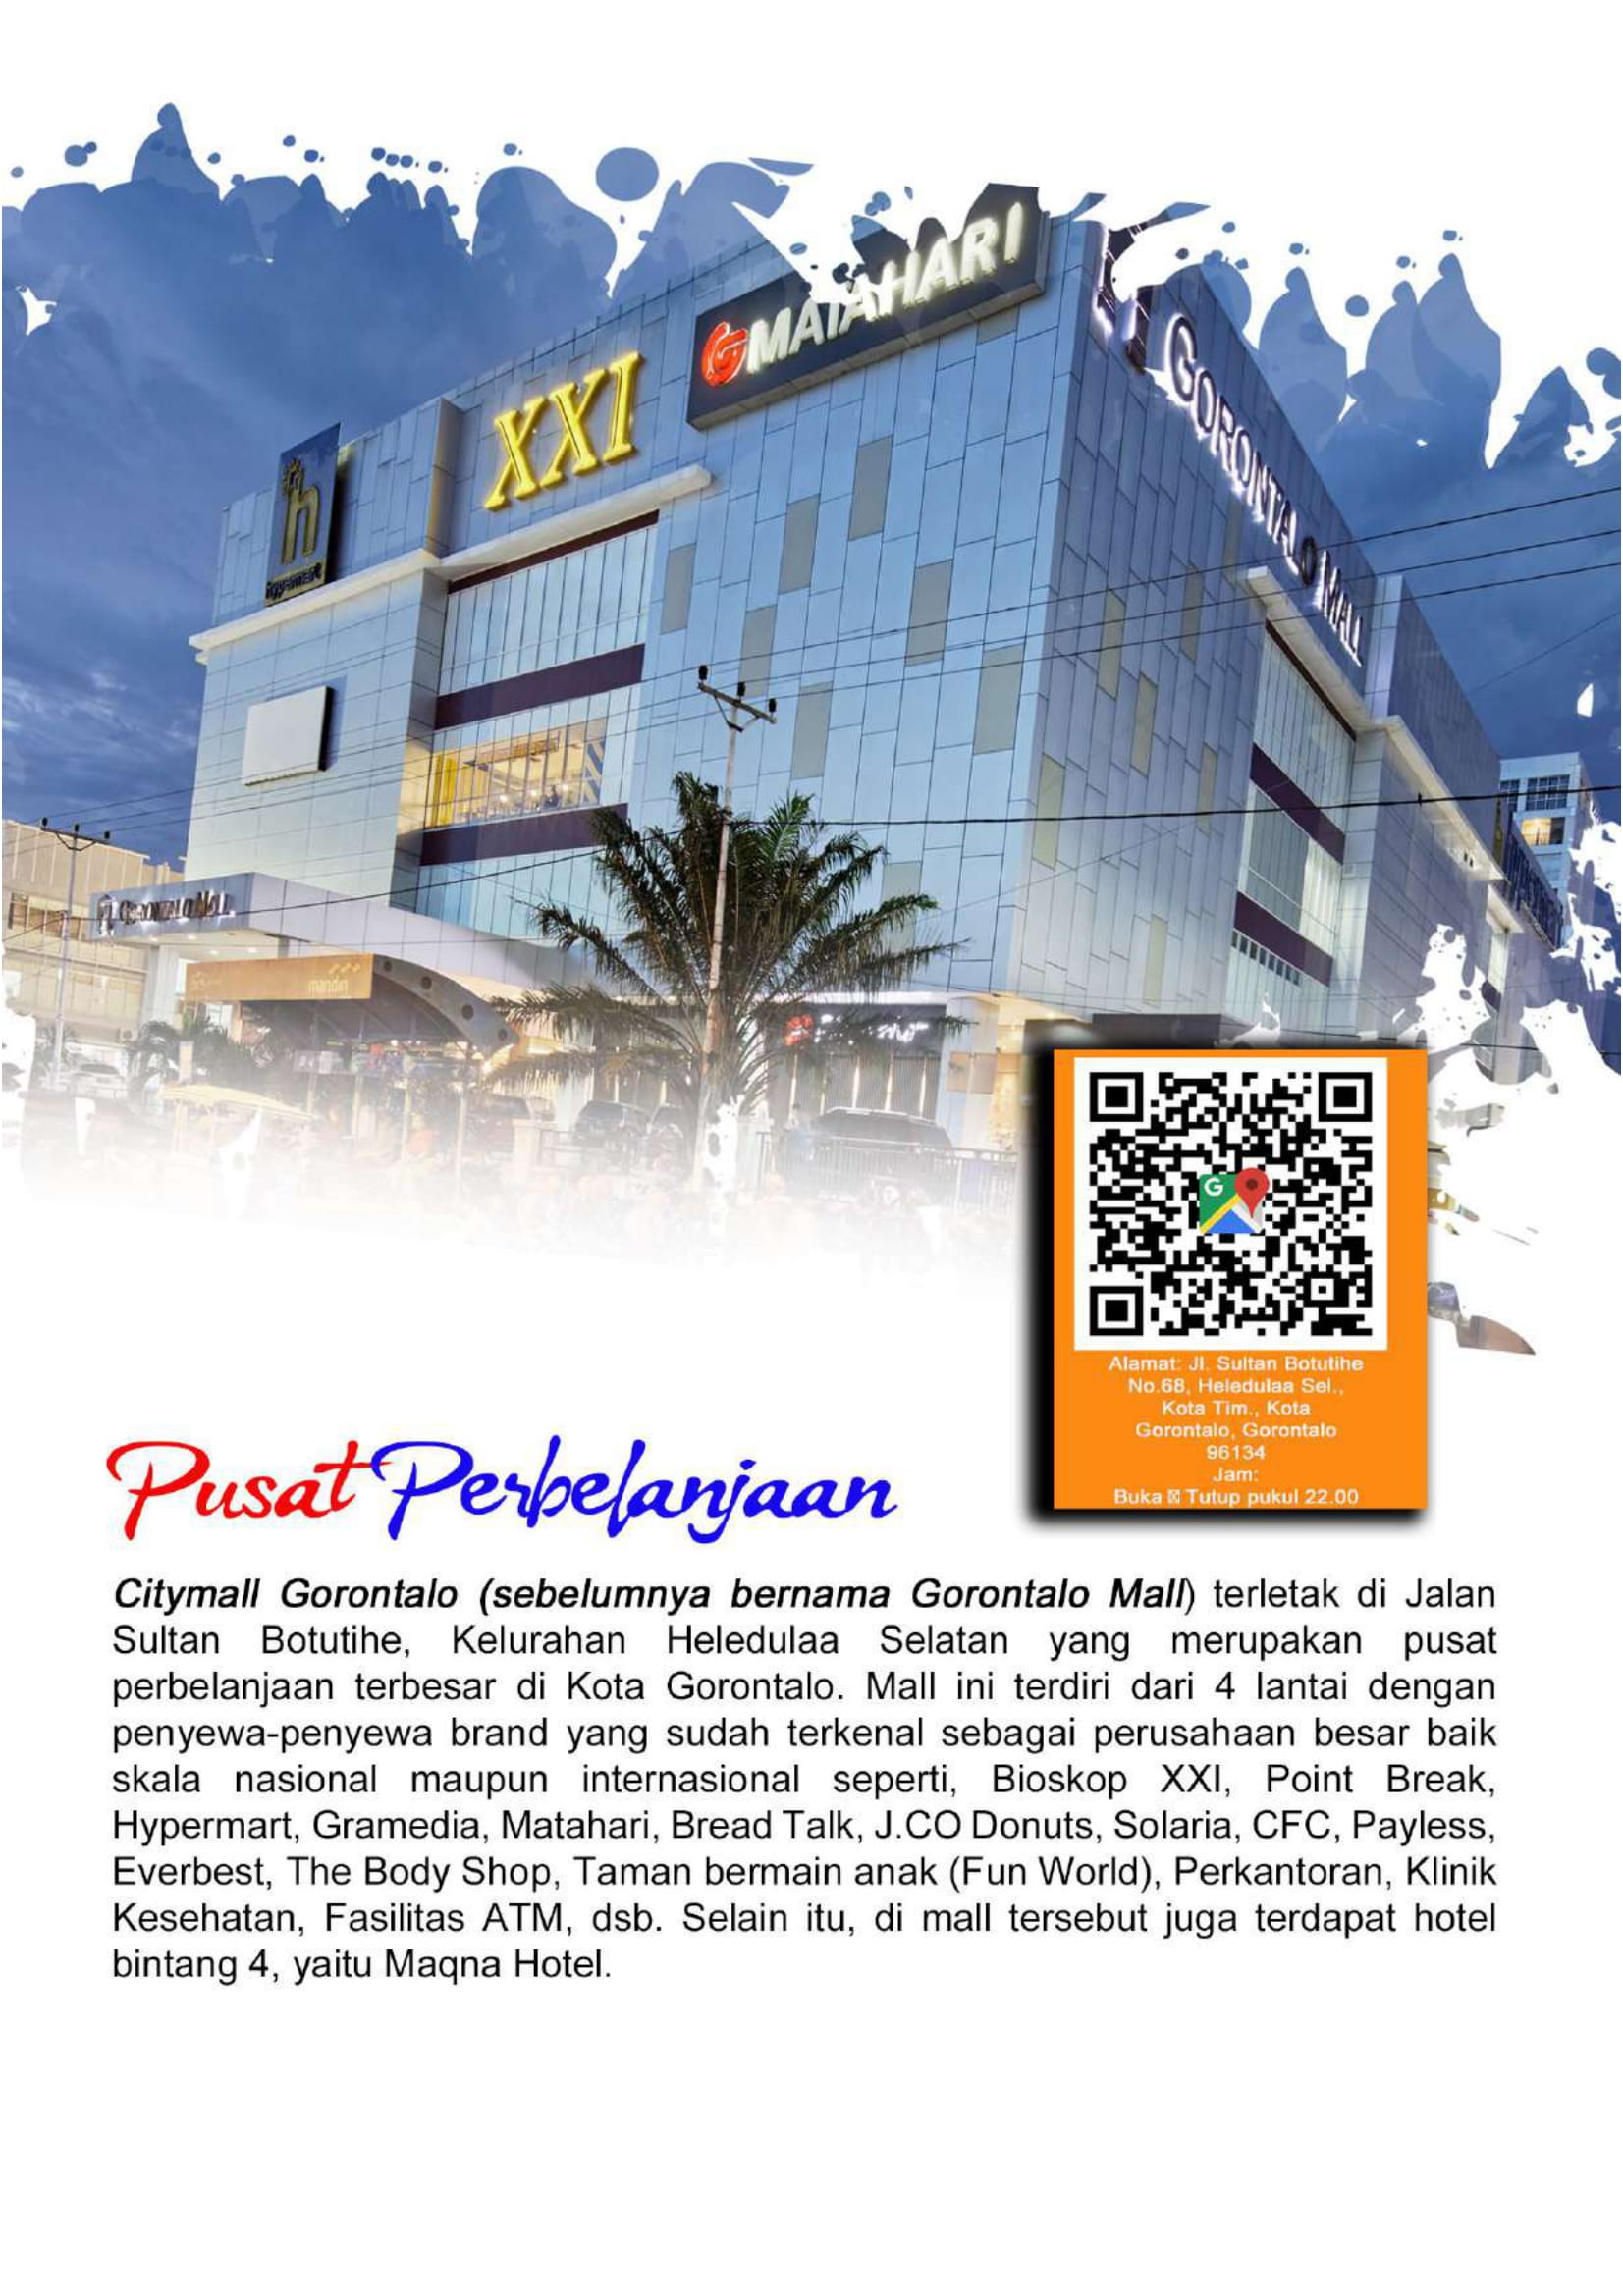 MATAHARI
XXI
GORONTALO MALL
h
hypermart
GORONTALO MALL
mandiri
G
Alamat: Jl. Sultan Botutihe
No.68, Heledulaa Sel.,
Kota Tim., Kota
Gorontalo, Gorontalo
96134
Jam:
Buka Tutup pukul 22.00
Pusat Perbelanjaan
Citymall Gorontalo (sebelumnya bernama Gorontalo Mall) terletak di Jalan
Sultan Botutihe, Kelurahan Heledulaa Selatan yang merupakan pusat
perbelanjaan terbesar di Kota Gorontalo. Mall ini terdiri dari 4 lantai dengan
penyewa-penyewa brand yang sudah terkenal sebagai perusahaan besar baik
skala nasional maupun internasional seperti, Bioskop XXI, Point Break,
Hypermart, Gramedia, Matahari, Bread Talk, J.CO Donuts, Solaria, CFC, Payless,
Everbest, The Body Shop, Taman bermain anak (Fun World), Perkantoran, Klinik
Kesehatan, Fasilitas ATM, dsb. Selain itu, di mall tersebut juga terdapat hotel
bintang 4, yaitu Maqna Hotel.